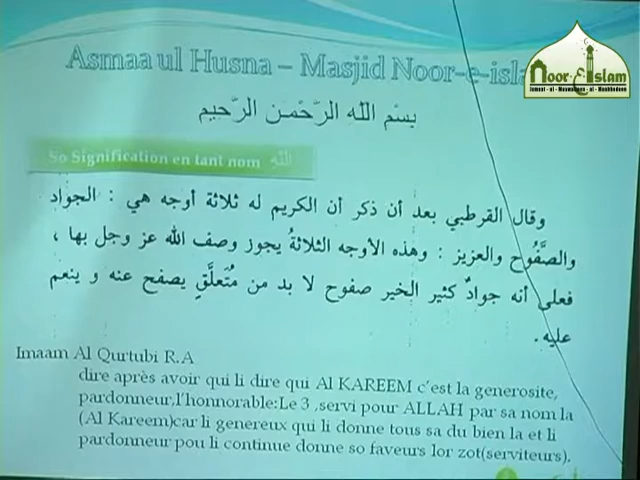 Asmaa ul Husna – Masjid Noor-e-isla
Noor-E-Islam
بسم الله الرحمن الرحيم
So Signification en tant nom الله
وقال القرطبي بعد أن ذكر أن الكريم له ثلاثة أوجه هي : الجواد
والصَّفُوح والعزيز : وهذه الأوجه الثلاثةُ يجوز وصف الله عز وجل بها ،
فعلى أنه جوادٌ كثير الخير صفوح لا بد من مُتَعلَّقٍ يصفح عنه و ينعم
عليه .
Imaam Al Qurtubi R.A
dire après avoir qui li dire qui Al KAREEM c'est la generosite,
pardonneur,l'honnorable:Le 3 ,servi pour ALLAH par sa nom la
(Al Kareem)car li genereux qui li donne tous sa du bien la et li
pardonneur pou li continue donne so faveurs lor zot(serviteurs).